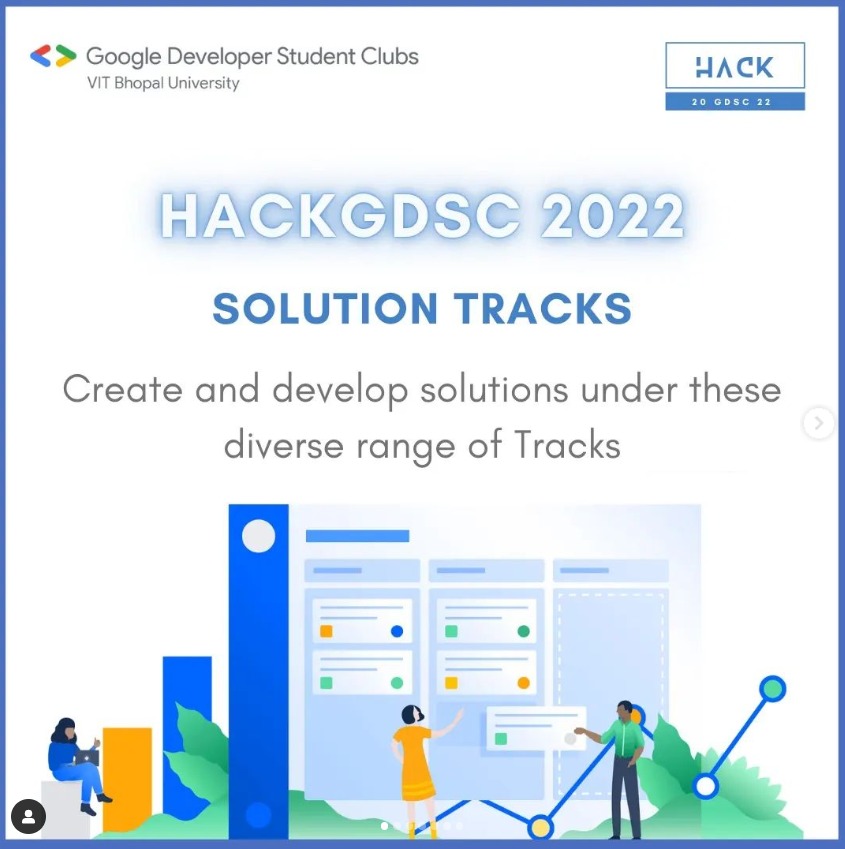 Google Developer Student Clubs
VIT Bhopal University
HACK
20 GDSC 22
HACKGDSC 2022
SOLUTION TRACKS
Create and develop solutions under these
diverse range of Tracks